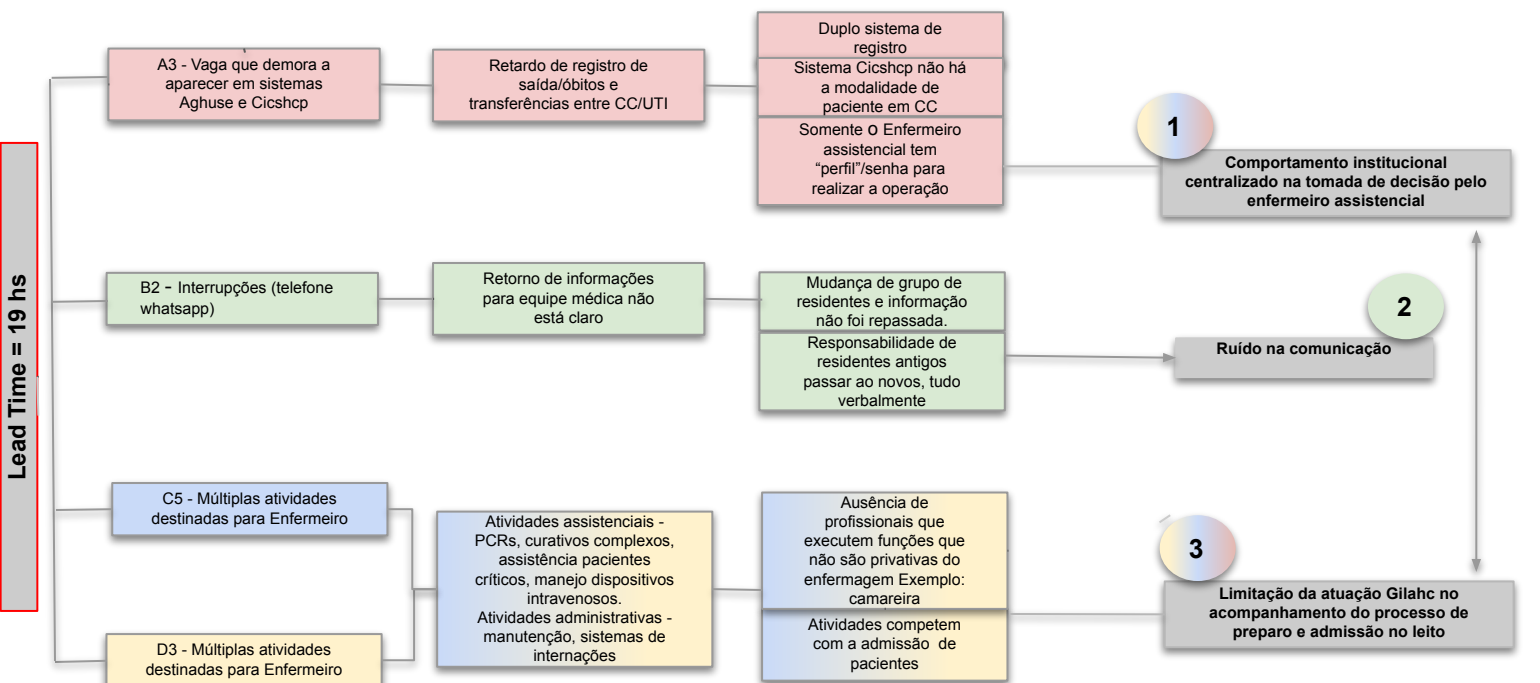 Lead Time = 19 hs
A3 - Vaga que demora a
aparecer em sistemas
Aghuse e Cicshcp
Retardo de registro de
saída/óbitos e
transferências entre CC/UTI
Duplo sistema de
registro
Sistema Cicshcp não há
a modalidade de
paciente em CC
Somente o Enfermeiro
assistencial tem
“perfil”/senha para
realizar a operação
1
Comportamento institucional
centralizado na tomada de decisão pelo
enfermeiro assistencial
B2 - Interrupções (telefone
whatsapp)
Retorno de informações
para equipe médica não
está claro
Mudança de grupo de
residentes e informação
não foi repassada.
Responsabilidade de
residentes antigos
passar ao novos, tudo
verbalmente
2
Ruído na comunicação
C5 - Múltiplas atividades
destinadas para Enfermeiro
D3 - Múltiplas atividades
destinadas para Enfermeiro
Atividades assistenciais -
PCRs, curativos complexos,
assistência pacientes
críticos, manejo dispositivos
intravenosos.
Atividades administrativas -
manutenção, sistemas de
internações
Ausência de
profissionais que
executem funções que
não são privativas do
enfermagem Exemplo:
camareira
Atividades competem
com a admissão de
pacientes
3
Limitação da atuação Gilahc no
acompanhamento do processo de
preparo e admissão no leito